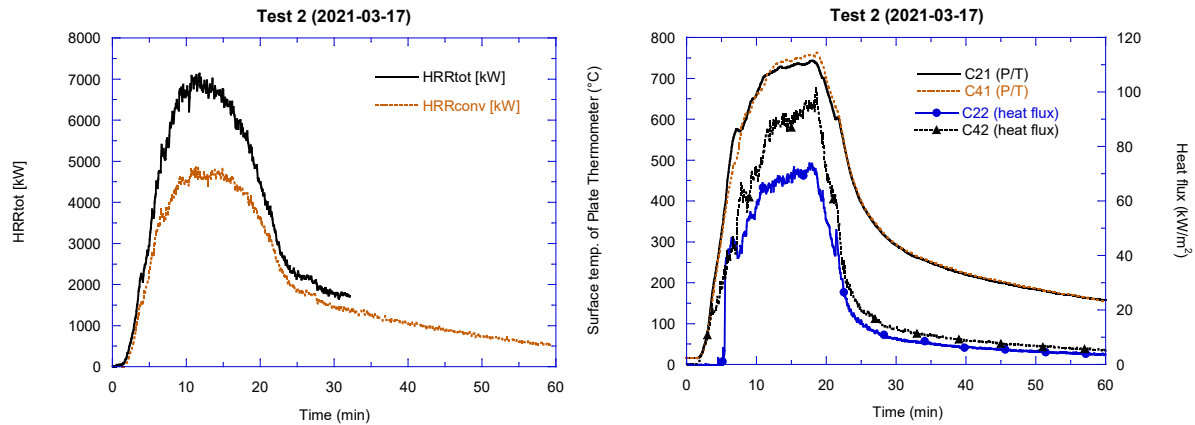 Test 2 (2021-03-17)
8000
7000
6000
5000
4000
3000
2000
1000
0
HRRtot [kW]
HRRtot [kW]
HRRconv [kW]
0 10 20 30 40 50 60
Time (min)
Test 2 (2021-03-17)
800
700
600
500
400
300
200
100
0
Surface temp. of Plate Thermometer (°C)
C21 (P/T)
C41 (P/T)
C22 (heat flux)
C42 (heat flux)
120
100
80
60
40
20
0
Heat flux (kW/m²)
0 10 20 30 40 50 60
Time (min)